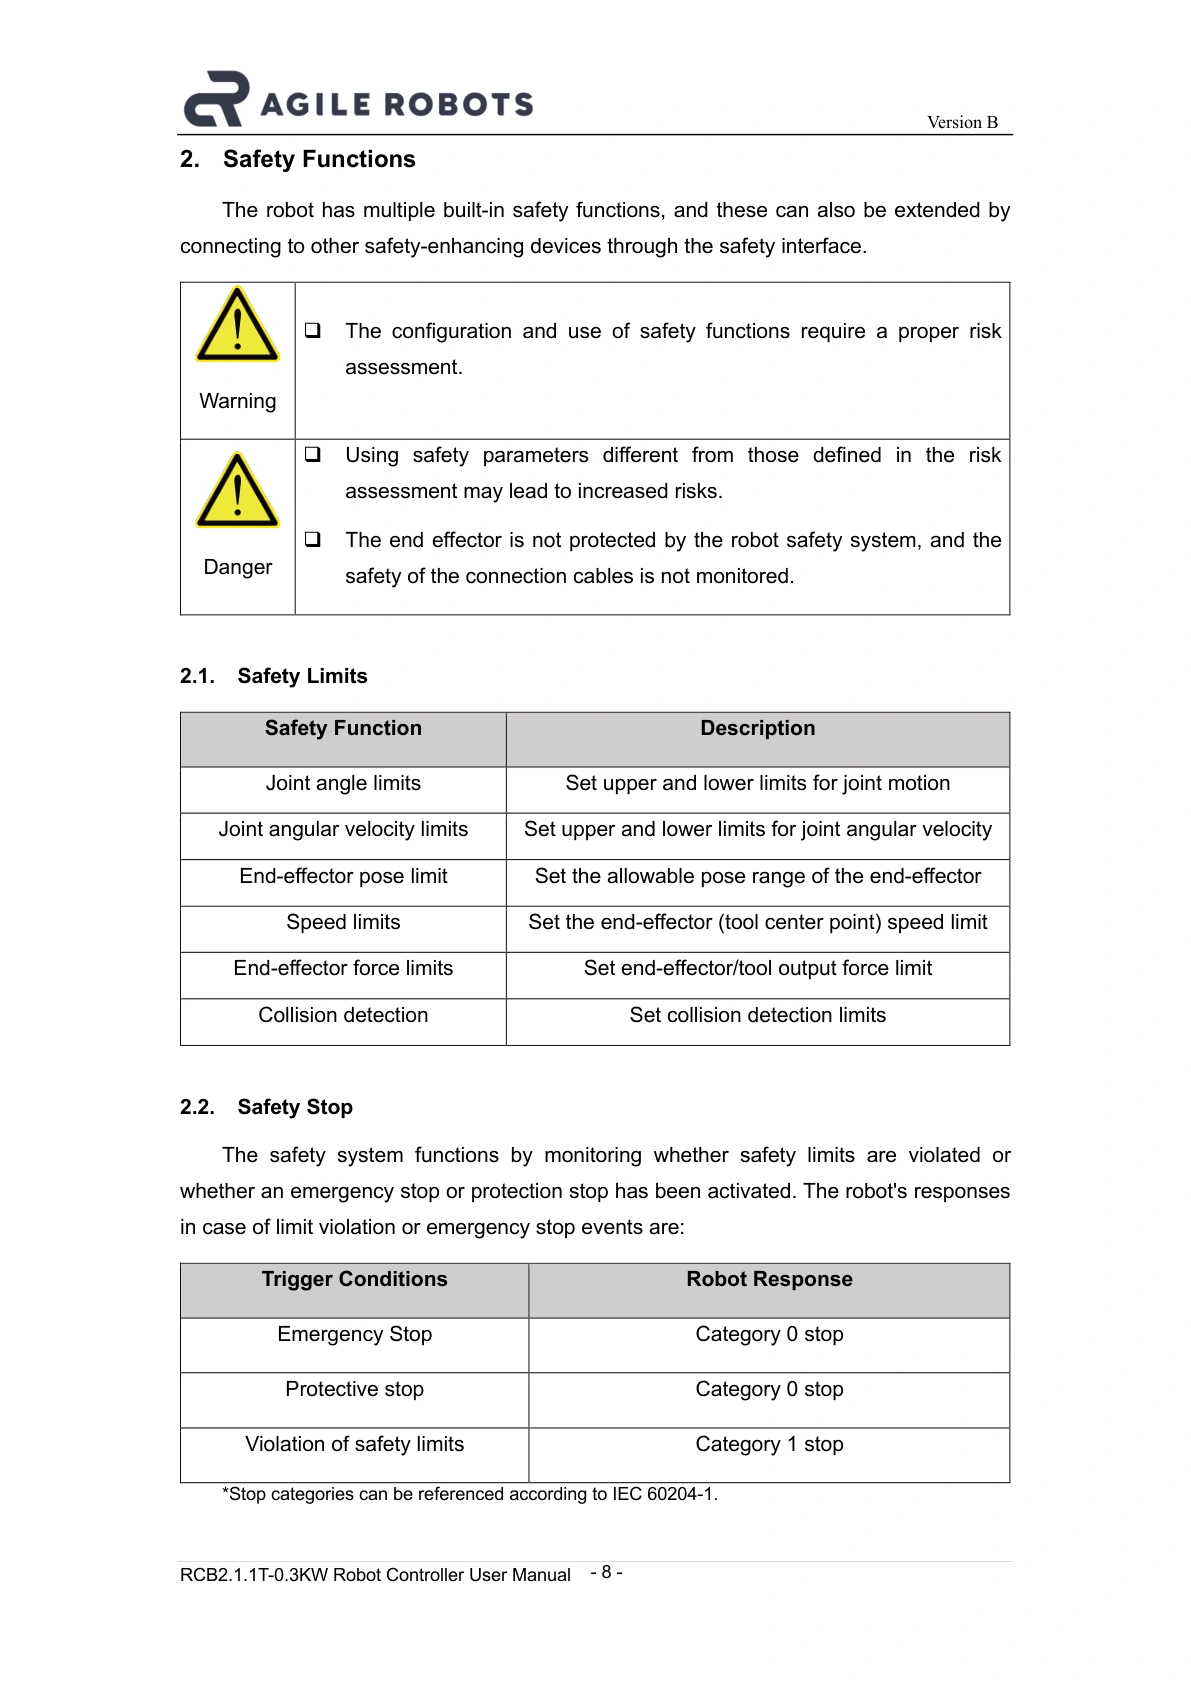 AGILE ROBOTS
Version B
2. Safety Functions
The robot has multiple built-in safety functions, and these can also be extended by
connecting to other safety-enhancing devices through the safety interface.
Warning
❑ The configuration and use of safety functions require a proper risk
assessment.
Danger
❑ Using safety parameters different from those defined in the risk
assessment may lead to increased risks.
❑ The end effector is not protected by the robot safety system, and the
safety of the connection cables is not monitored.
2.1. Safety Limits
Safety Function Description
Joint angle limits Set upper and lower limits for joint motion
Joint angular velocity limits Set upper and lower limits for joint angular velocity
End-effector pose limit Set the allowable pose range of the end-effector
Speed limits Set the end-effector (tool center point) speed limit
End-effector force limits Set end-effector/tool output force limit
Collision detection Set collision detection limits
2.2. Safety Stop
The safety system functions by monitoring whether safety limits are violated or
whether an emergency stop or protection stop has been activated. The robot's responses
in case of limit violation or emergency stop events are:
Trigger Conditions Robot Response
Emergency Stop Category 0 stop
Protective stop Category 0 stop
Violation of safety limits Category 1 stop
*Stop categories can be referenced according to IEC 60204-1.
RCB2.1.1T-0.3KW Robot Controller User Manual - 8 -